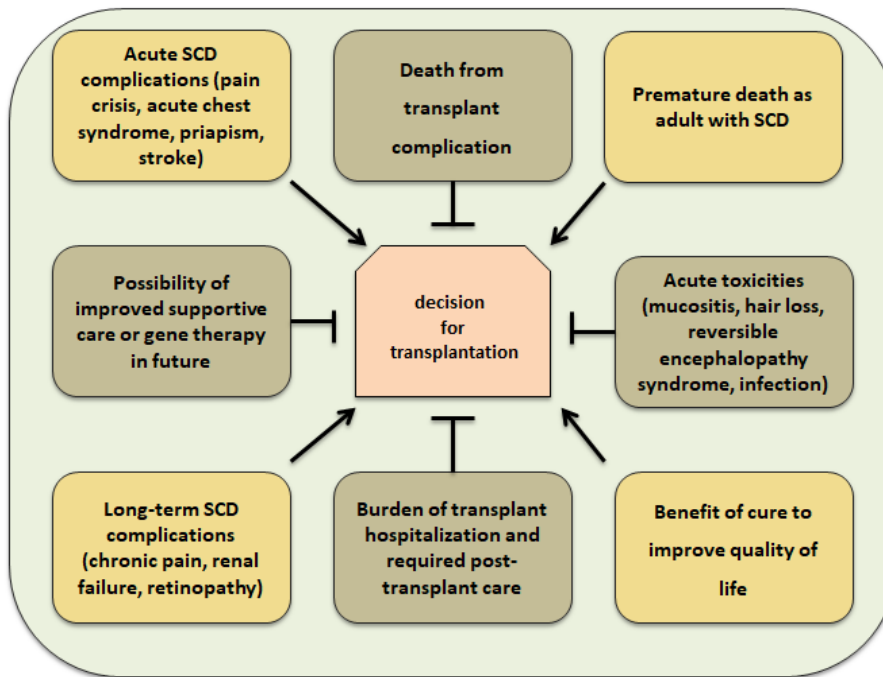 Acute SCD
complications (pain
crisis, acute chest
syndrome, priapism,
stroke)
Death from
transplant
complication
Premature death as
adult with SCD
Possibility of
improved supportive
care or gene therapy
in future
decision
for
transplantation
Acute toxicities
(mucositis, hair loss,
reversible
encephalopathy
syndrome, infection)
Long-term SCD
complications
(chronic pain, renal
failure, retinopathy)
Burden of transplant
hospitalization and
required post-
transplant care
Benefit of cure to
improve quality of
life